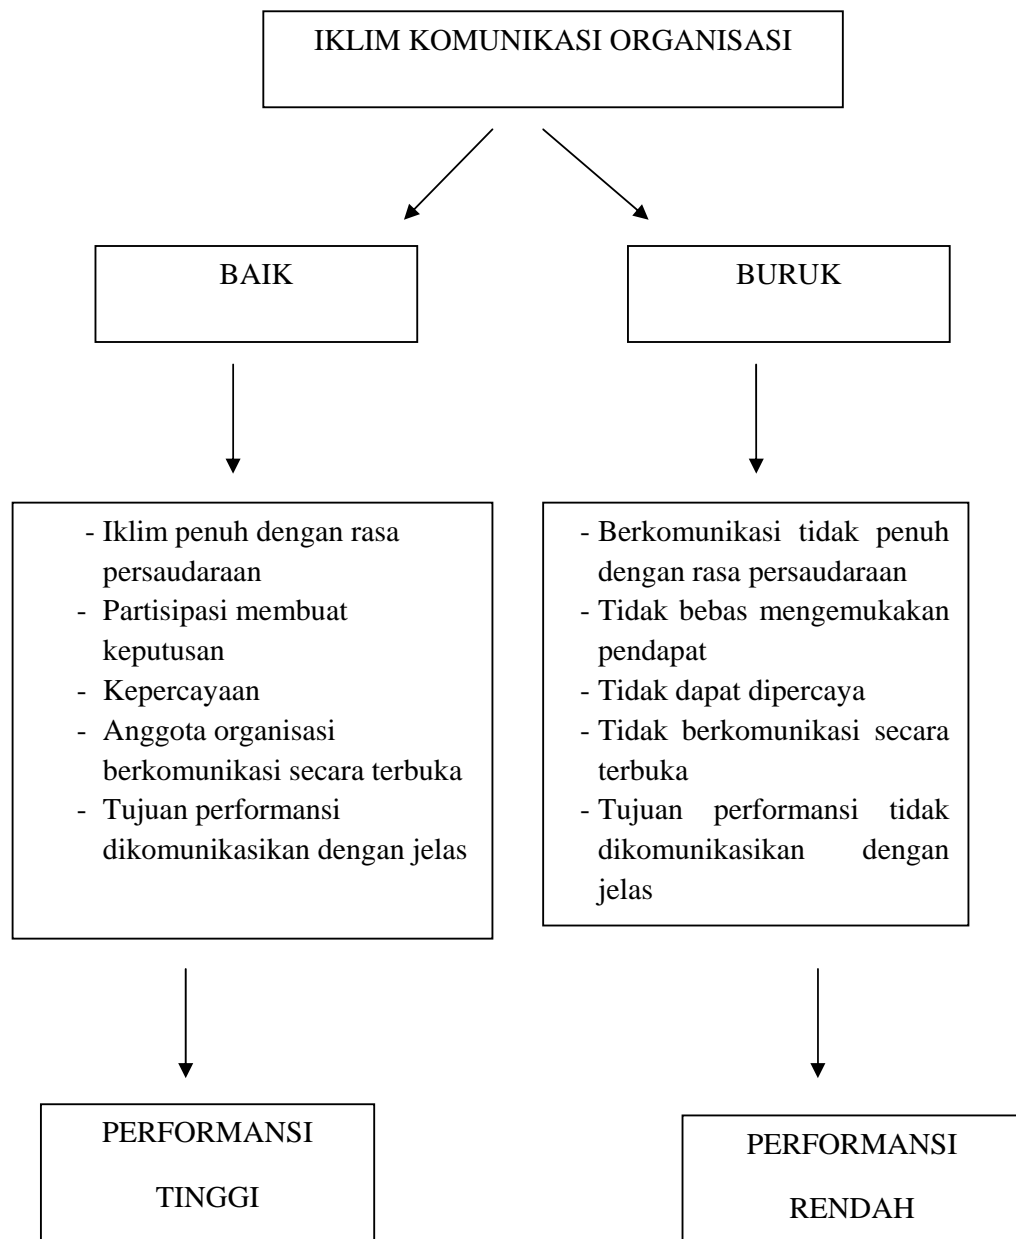 IKLIM KOMUNIKASI ORGANISASI
BAIK
BURUK
- Iklim penuh dengan rasa
persaudaraan
- Partisipasi membuat
keputusan
- Kepercayaan
- Anggota organisasi
berkomunikasi secara terbuka
- Tujuan performansi
dikomunikasikan dengan jelas
- Berkomunikasi tidak penuh
dengan rasa persaudaraan
- Tidak bebas mengemukakan
pendapat
- Tidak dapat dipercaya
- Tidak berkomunikasi secara
terbuka
- Tujuan performansi tidak
dikomunikasikan dengan
jelas
PERFORMANSI
TINGGI
PERFORMANSI
RENDAH